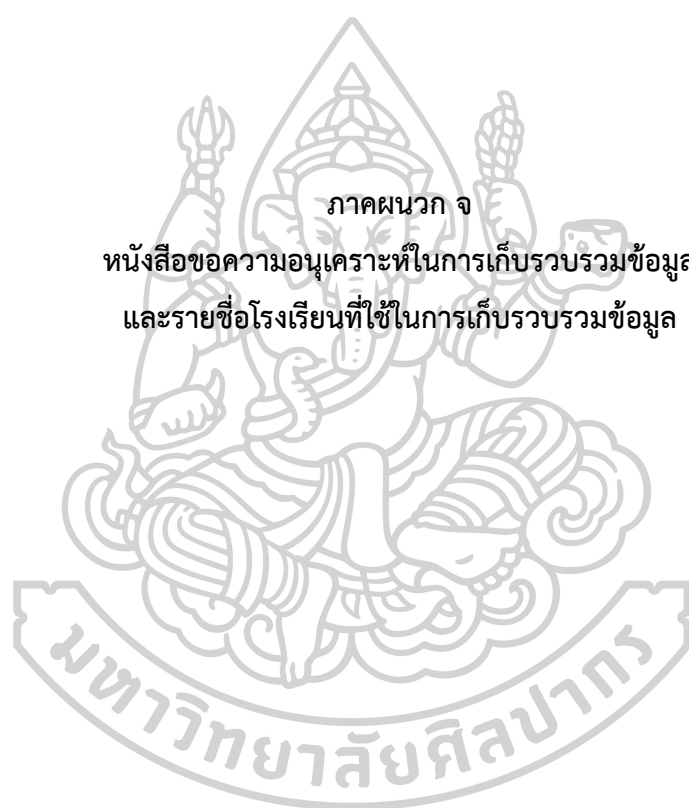 ภาคผนวก จ
หนังสือขอความอนุเคราะห์ในการเก็บรวบรวมข้อมูล
และรายชื่อโรงเรียนที่ใช้ในการเก็บรวบรวมข้อมูล
มหาวิทยาลัยศิลปากร